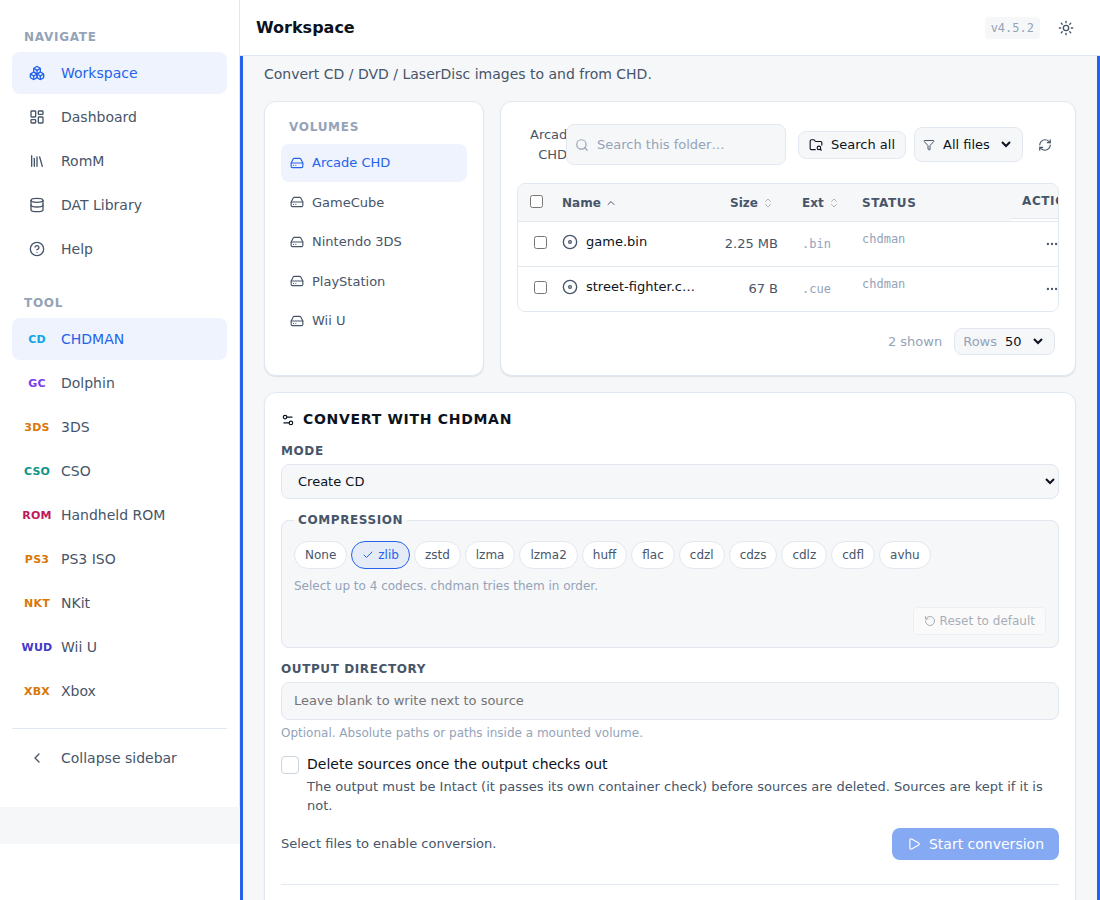 NAVIGATE
Workspace
Dashboard
RomM
DAT Library
Help
TOOL
CD CHDMAN
GC Dolphin
3DS 3DS
CSO CSO
ROM Handheld ROM
PS3 PS3 ISO
NKT NKit
WUD Wii U
XBX Xbox
Collapse sidebar
Workspace
v4.5.2
Convert CD / DVD / LaserDisc images to and from CHD.
VOLUMES
Arcade CHD
GameCube
Nintendo 3DS
PlayStation
Wii U
Arcad
CHD
Search this folder…
Search all
All files
Name Size Ext STATUS ACTIO
game.bin 2.25 MB .bin chdman
street-fighter.c… 67 B .cue chdman
2 shown Rows 50
CONVERT WITH CHDMAN
MODE
Create CD
COMPRESSION
None zlib zstd lzma lzma2 huff flac cdzl cdzs cdlz cdfl avhu
Select up to 4 codecs. chdman tries them in order.
Reset to default
OUTPUT DIRECTORY
Leave blank to write next to source
Optional. Absolute paths or paths inside a mounted volume.
Delete sources once the output checks out
The output must be Intact (it passes its own container check) before sources are deleted. Sources are kept if it is
not.
Select files to enable conversion.
Start conversion